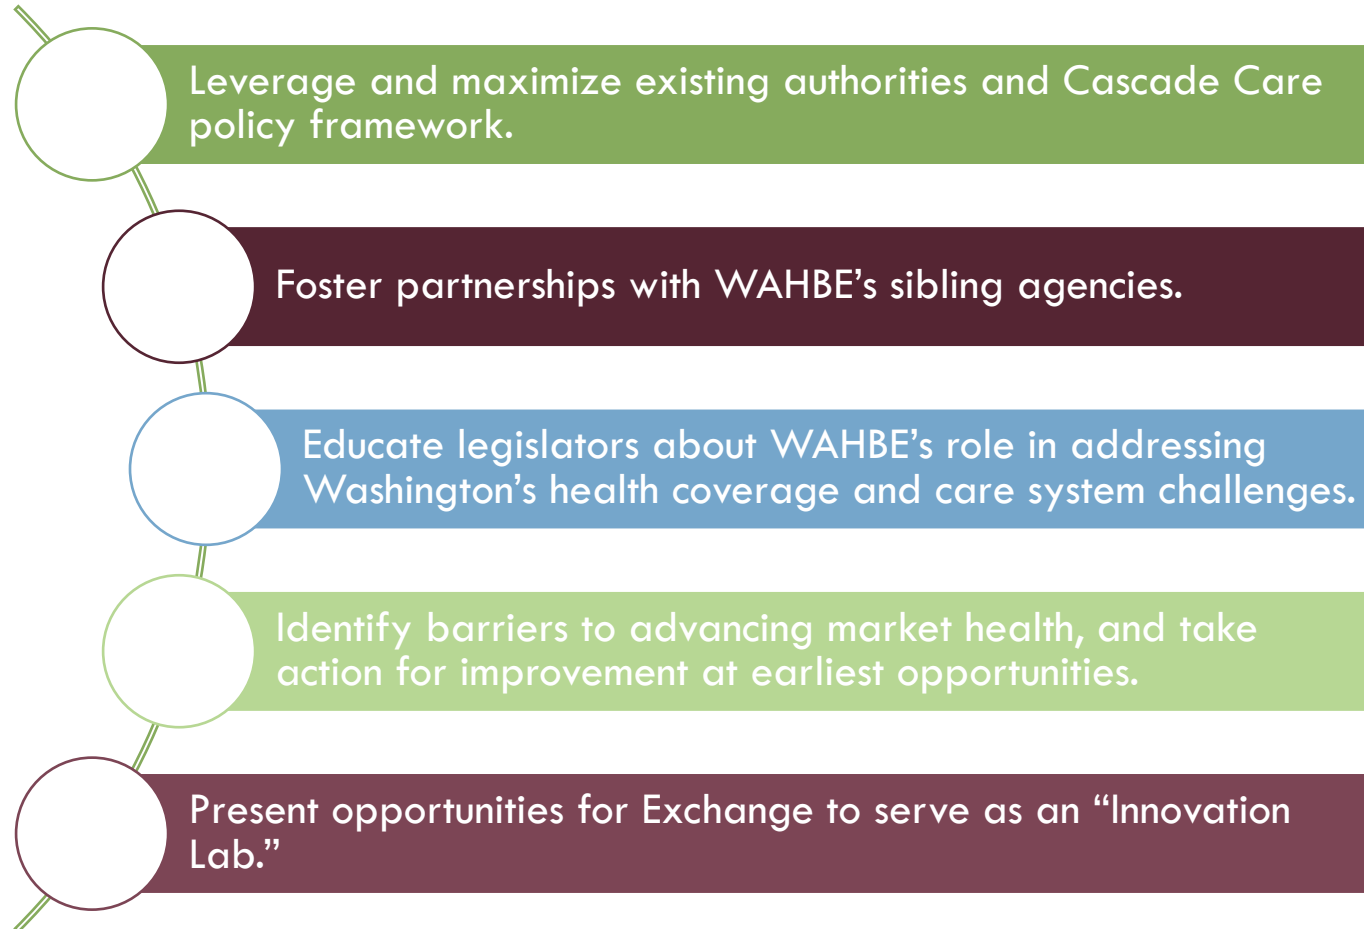 Leverage and maximize existing authorities and Cascade Care
policy framework.
Foster partnerships with WAHBE’s sibling agencies.
Educate legislators about WAHBE’s role in addressing
Washington’s health coverage and care system challenges.
Identify barriers to advancing market health, and take
action for improvement at earliest opportunities.
Present opportunities for Exchange to serve as an “Innovation
Lab.”